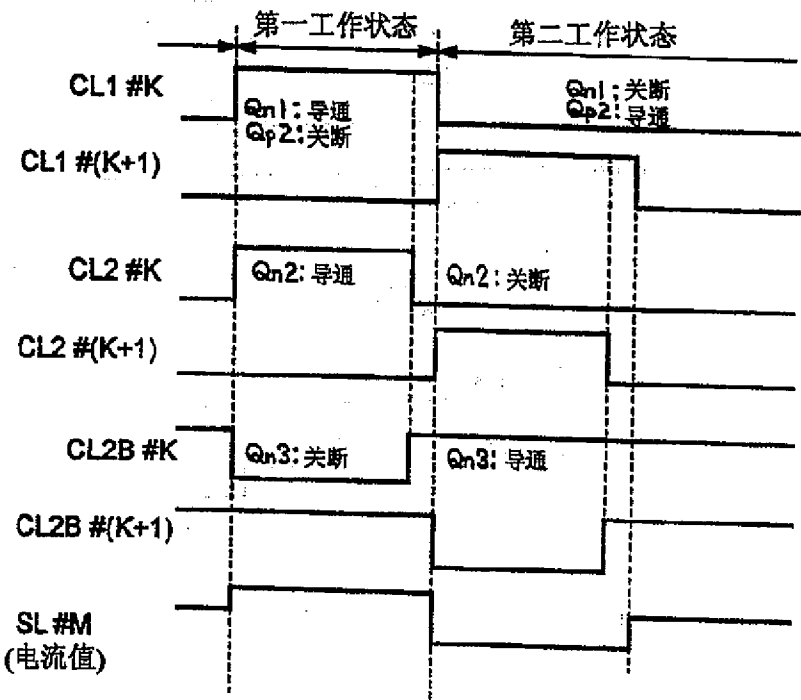 第一工作状态
第二工作状态
CL1 #K
Qn1: 导通
Qp2: 关断
Qn1: 关断
Qp2: 导通
CL1 #(K+1)
CL2 #K
Qn2: 导通
Qn2: 关断
CL2 #(K+1)
CL2B #K
Qn3: 关断
Qn3: 导通
CL2B #(K+1)
SL #M
(电流值)